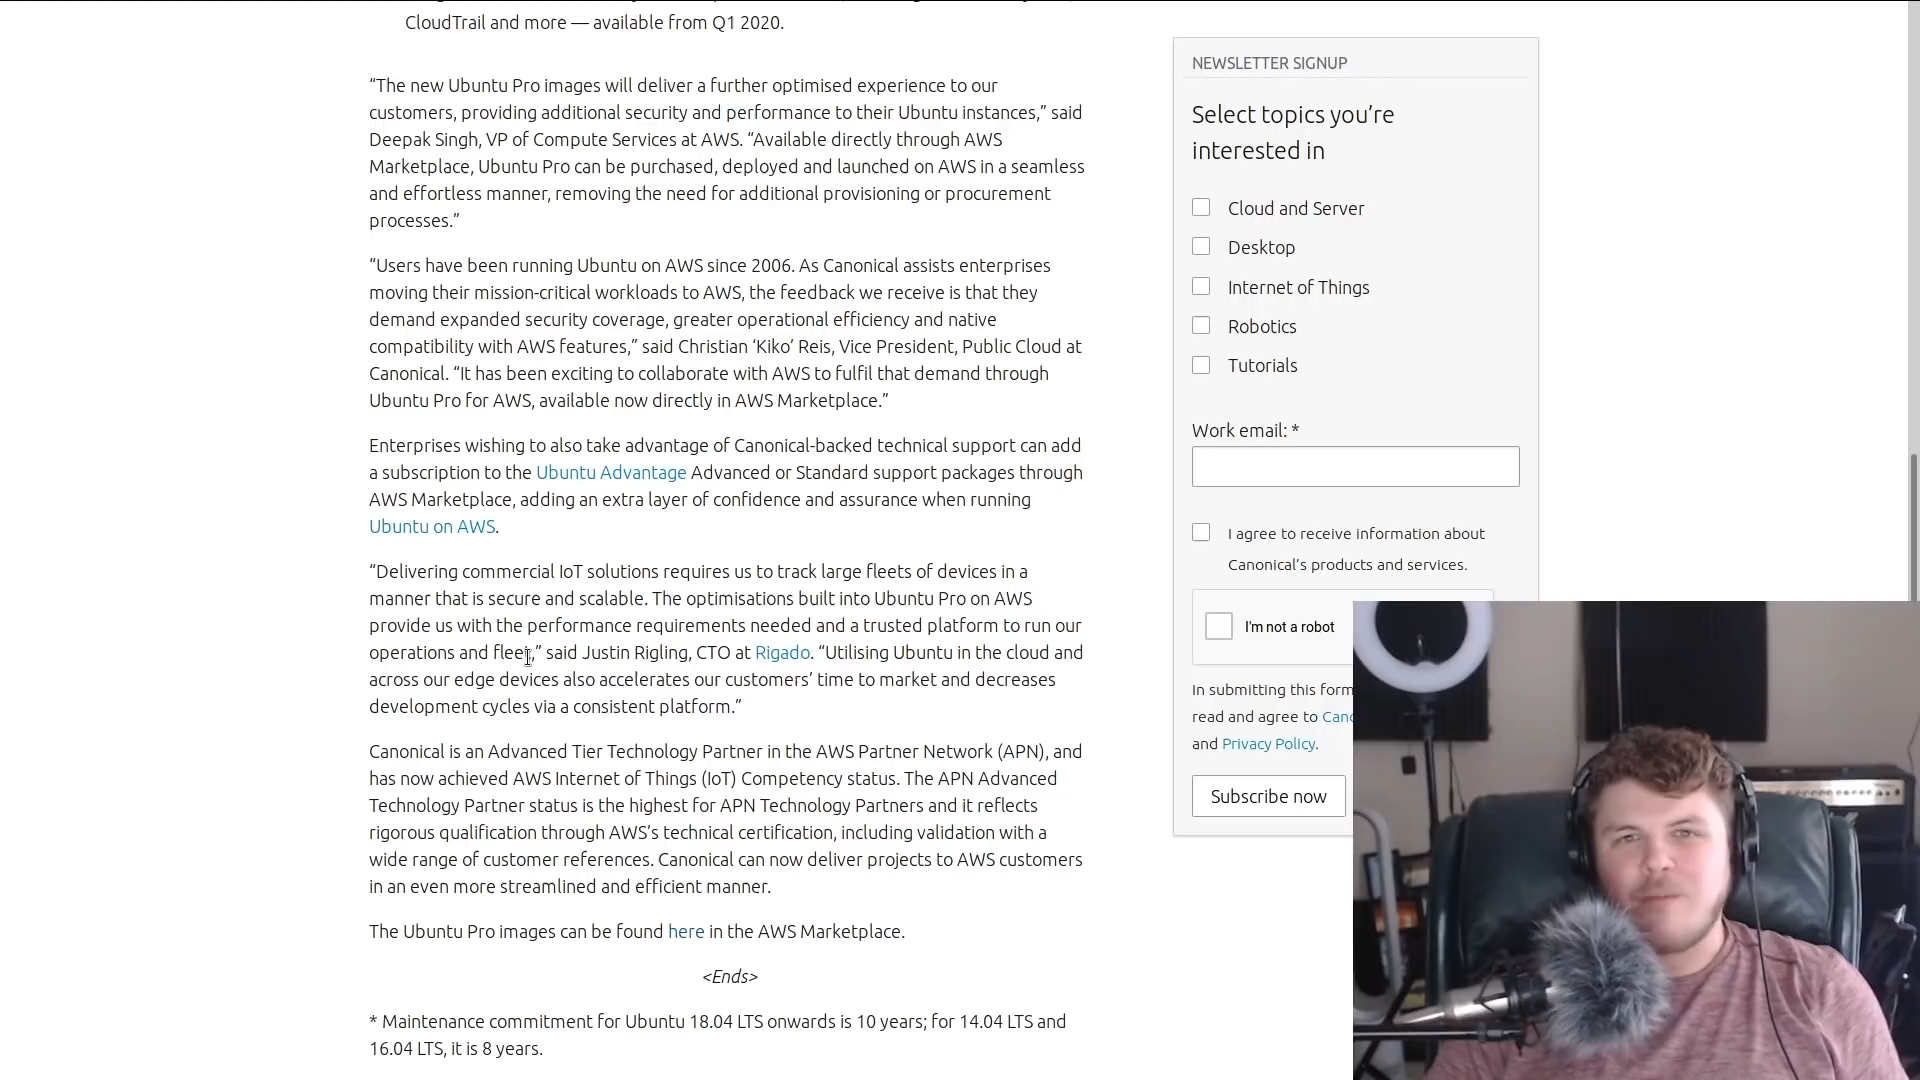 CloudTrail and more — available from Q1 2020.
“The new Ubuntu Pro images will deliver a further optimised experience to our
customers, providing additional security and performance to their Ubuntu instances,” said
Deepak Singh, VP of Compute Services at AWS. “Available directly through AWS
Marketplace, Ubuntu Pro can be purchased, deployed and launched on AWS in a seamless
and effortless manner, removing the need for additional provisioning or procurement
processes.”
“Users have been running Ubuntu on AWS since 2006. As Canonical assists enterprises
moving their mission-critical workloads to AWS, the feedback we receive is that they
demand expanded security coverage, greater operational efficiency and native
compatibility with AWS features,” said Christian ‘Kiko’ Reis, Vice President, Public Cloud at
Canonical. “It has been exciting to collaborate with AWS to fulfil that demand through
Ubuntu Pro for AWS, available now directly in AWS Marketplace.”
Enterprises wishing to also take advantage of Canonical-backed technical support can add
a subscription to the Ubuntu Advantage Advanced or Standard support packages through
AWS Marketplace, adding an extra layer of confidence and assurance when running
Ubuntu on AWS.
“Delivering commercial IoT solutions requires us to track large fleets of devices in a
manner that is secure and scalable. The optimisations built into Ubuntu Pro on AWS
provide us with the performance requirements needed and a trusted platform to run our
operations and fleet,” said Justin Rigling, CTO at Rigado. “Utilising Ubuntu in the cloud and
across our edge devices also accelerates our customers’ time to market and decreases
development cycles via a consistent platform.”
Canonical is an Advanced Tier Technology Partner in the AWS Partner Network (APN), and
has now achieved AWS Internet of Things (IoT) Competency status. The APN Advanced
Technology Partner status is the highest for APN Technology Partners and it reflects
rigorous qualification through AWS’s technical certification, including validation with a
wide range of customer references. Canonical can now deliver projects to AWS customers
in an even more streamlined and efficient manner.
The Ubuntu Pro images can be found here in the AWS Marketplace.
<Ends>
* Maintenance commitment for Ubuntu 18.04 LTS onwards is 10 years; for 14.04 LTS and
16.04 LTS, it is 8 years.
NEWSLETTER SIGNUP
Select topics you’re
interested in
Cloud and Server
Desktop
Internet of Things
Robotics
Tutorials
Work email: *
I agree to receive information about
Canonical’s products and services.
I'm not a robot
In submitting this form
read and agree to
and Privacy Policy.
Subscribe now